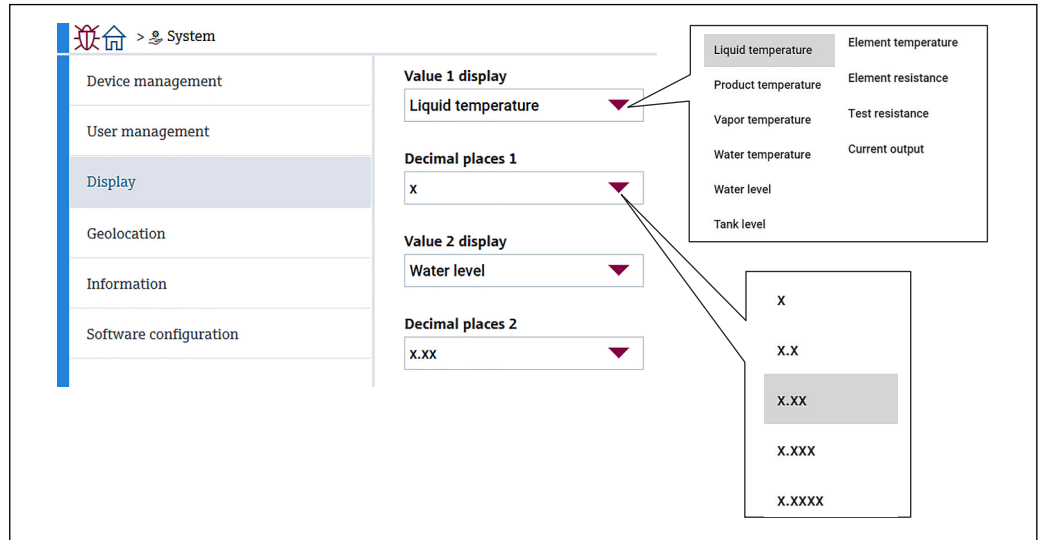 > System
Device management
User management
Display
Geolocation
Information
Software configuration
Value 1 display
Liquid temperature
Decimal places 1
x
Value 2 display
Water level
Decimal places 2
x.xx
Liquid temperature
Product temperature
Vapor temperature
Water temperature
Water level
Tank level
Element temperature
Element resistance
Test resistance
Current output
x
x.x
x.xx
x.xxx
x.xxxx